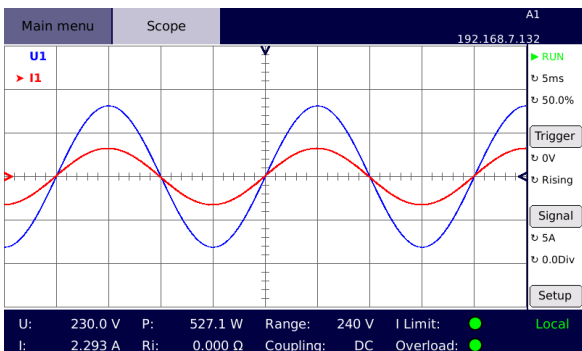 Main menu Scope A1
192.168.7.132
U1
I1
RUN
5ms
50.0%
Trigger
0V
Rising
Signal
5A
0.0Div
Setup
U: 230.0 V P: 527.1 W Range: 240 V I Limit: Local
I: 2.293 A Ri: 0.000 Ω Coupling: DC Overload: